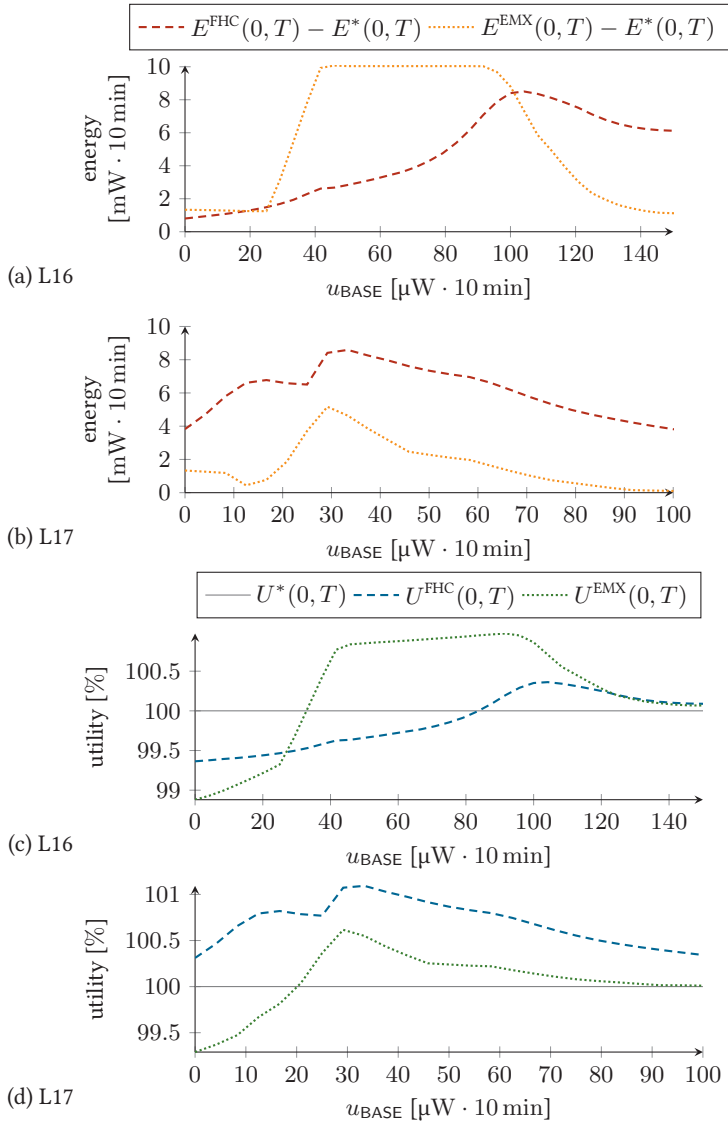 E^FHC(0, T) − E*(0, T) E^EMX(0, T) − E*(0, T)
10
8
6
4
2
0
energy
[mW · 10 min]
0 20 40 60 80 100 120 140
u_BASE [μW · 10 min]
(a) L16
10
8
6
4
2
0
energy
[mW · 10 min]
0 10 20 30 40 50 60 70 80 90 100
u_BASE [μW · 10 min]
(b) L17
U*(0, T) U^FHC(0, T) U^EMX(0, T)
100.5
100
99.5
99
utility [%]
0 20 40 60 80 100 120 140
u_BASE [μW · 10 min]
(c) L16
101
100.5
100
99.5
utility [%]
0 10 20 30 40 50 60 70 80 90 100
u_BASE [μW · 10 min]
(d) L17